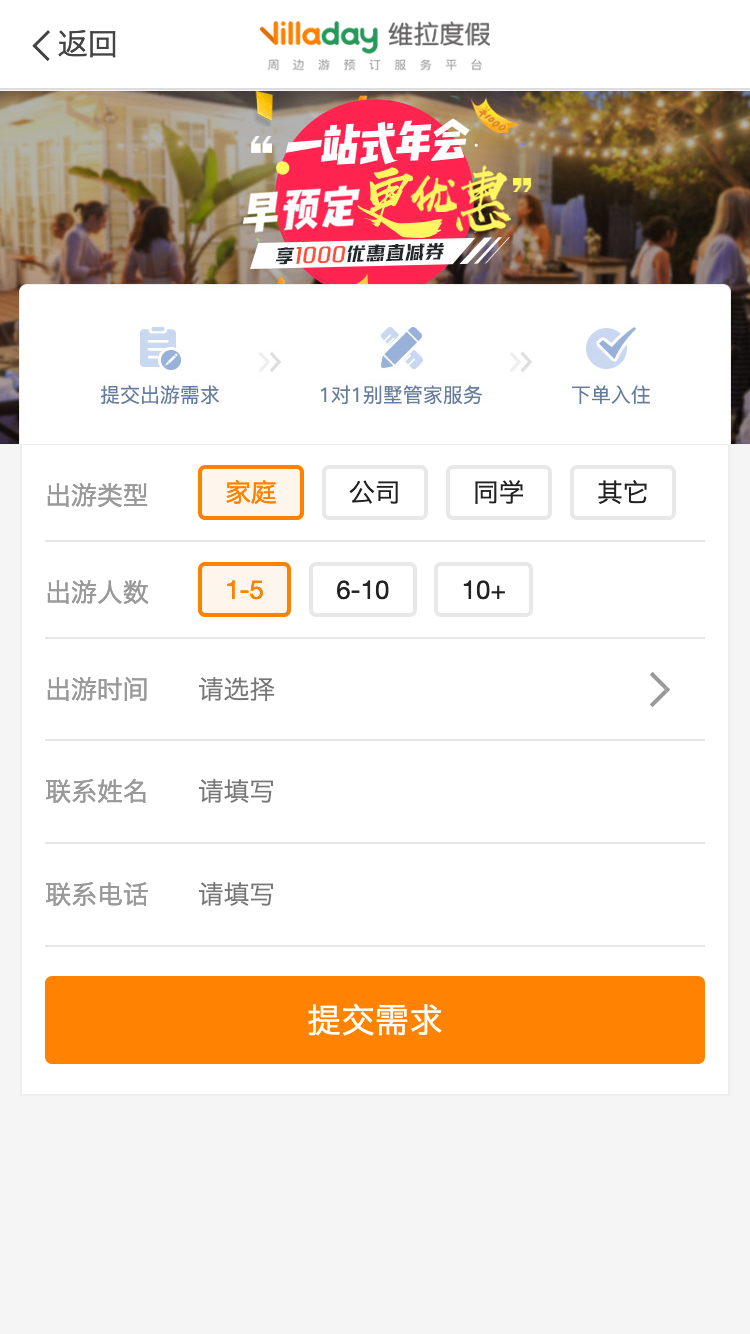 返回
Villaday 维拉度假
周边游预订服务平台
“一站式年会
早预定更优惠”
¥1000
享1000优惠直减券
提交出游需求
1对1别墅管家服务
下单入住
出游类型 家庭 公司 同学 其它
出游人数 1-5 6-10 10+
出游时间 请选择
联系姓名 请填写
联系电话 请填写
提交需求